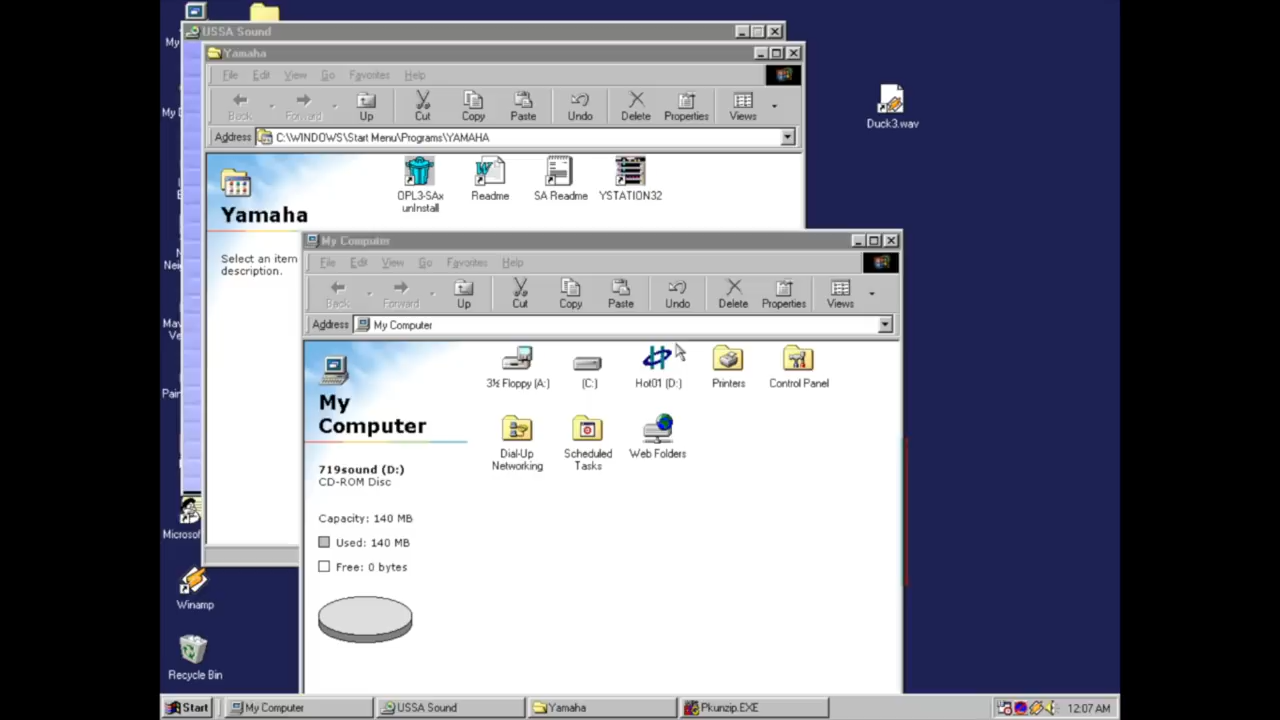 My
USSA Sound
Yamaha
File Edit View Go Favorites Help
Back Forward Up Cut Copy Paste Undo Delete Properties Views
Address C:\WINDOWS\Start Menu\Programs\YAMAHA
Duck3.wav
My
Yamaha
OPL3-SAx
unInstall
Readme
SA Readme
YSTATION32
Select an item
description.
My Computer
File Edit View Go Favorites Help
Back Forward Up Cut Copy Paste Undo Delete Properties Views
Address My Computer
My
Computer
3½ Floppy (A:)
(C:)
Hot01 (D:)
Printers
Control Panel
Dial-Up
Networking
Scheduled
Tasks
Web Folders
719sound (D:)
CD-ROM Disc
Capacity: 140 MB
Used: 140 MB
Free: 0 bytes
Microsof
Winamp
Recycle Bin
Start My Computer USSA Sound Yamaha Pkunzip.EXE 12:07 AM